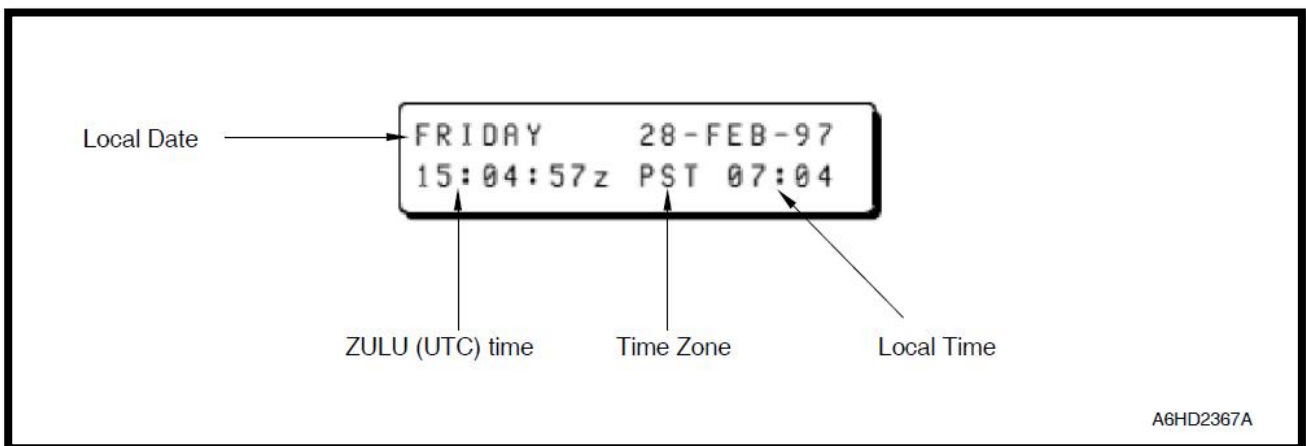 Local Date
FRIDAY 28-FEB-97
15:04:57z PST 07:04
ZULU (UTC) time Time Zone Local Time
A6HD2367A